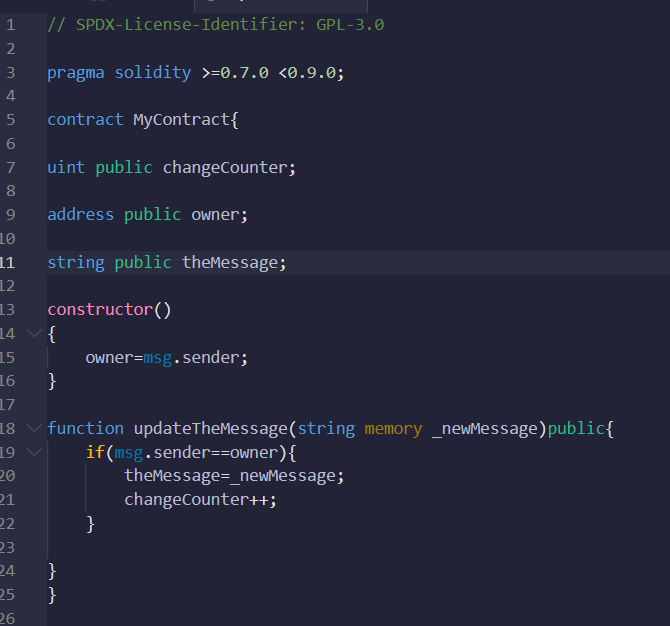 1 // SPDX-License-Identifier: GPL-3.0
2
3 pragma solidity >=0.7.0 <0.9.0;
4
5 contract MyContract{
6
7 uint public changeCounter;
8
9 address public owner;
10
11 string public theMessage;
12
13 constructor()
14 {
15     owner=msg.sender;
16 }
17
18 function updateTheMessage(string memory _newMessage)public{
19     if(msg.sender==owner){
20         theMessage=_newMessage;
21         changeCounter++;
22     }
23
24 }
25 }
26